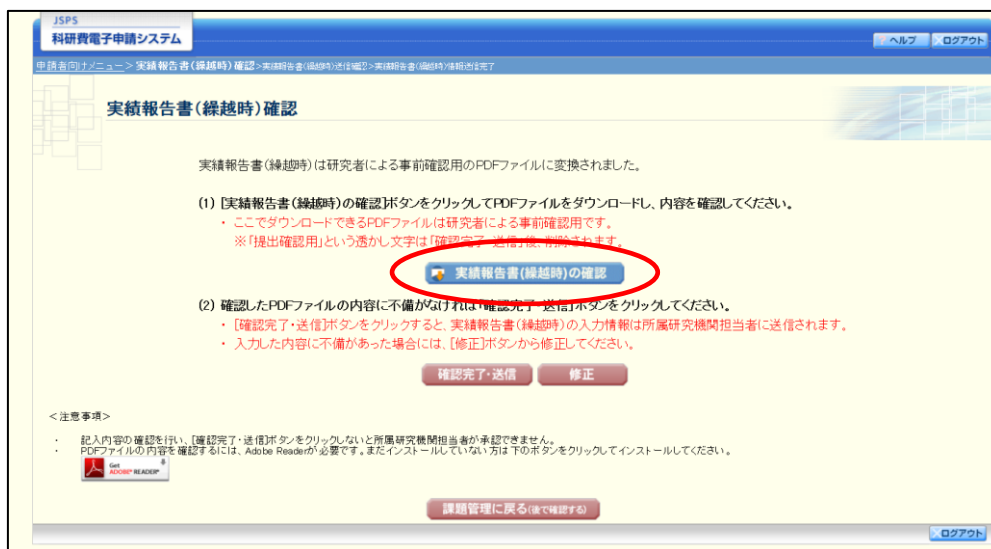 JSPS
科研費電子申請システム
ヘルプ
ログアウト
申請者向けメニュー>実績報告書(繰越時)確認>実績報告書(繰越時)送信確認>実績報告書(繰越時)情報送信完了
実績報告書(繰越時)確認
実績報告書(繰越時)は研究者による事前確認用のPDFファイルに変換されました。
(1) [実績報告書(繰越時)の確認]ボタンをクリックしてPDFファイルをダウンロードし、内容を確認してください。
・ ここでダウンロードできるPDFファイルは研究者による事前確認用です。
※「提出確認用」という透かし文字は「確認完了・送信」後、削除されます。
実績報告書(繰越時)の確認
(2) 確認したPDFファイルの内容に不備がなければ「確認完了・送信]ボタンをクリックしてください。
・ [確認完了・送信]ボタンをクリックすると、実績報告書(繰越時)の入力情報は所属研究機関担当者に送信されます。
・ 入力した内容に不備があった場合には、[修正]ボタンから修正してください。
確認完了・送信
修正
<注意事項>
・ 記入内容の確認を行い、[確認完了・送信]ボタンをクリックしないと所属研究機関担当者が承認できません。
・ PDFファイルの内容を確認するには、Adobe Readerが必要です。まだインストールしていない方は下のボタンをクリックしてインストールしてください。
Get
ADOBE® READER®
課題管理に戻る(後で確認する)
ログアウト